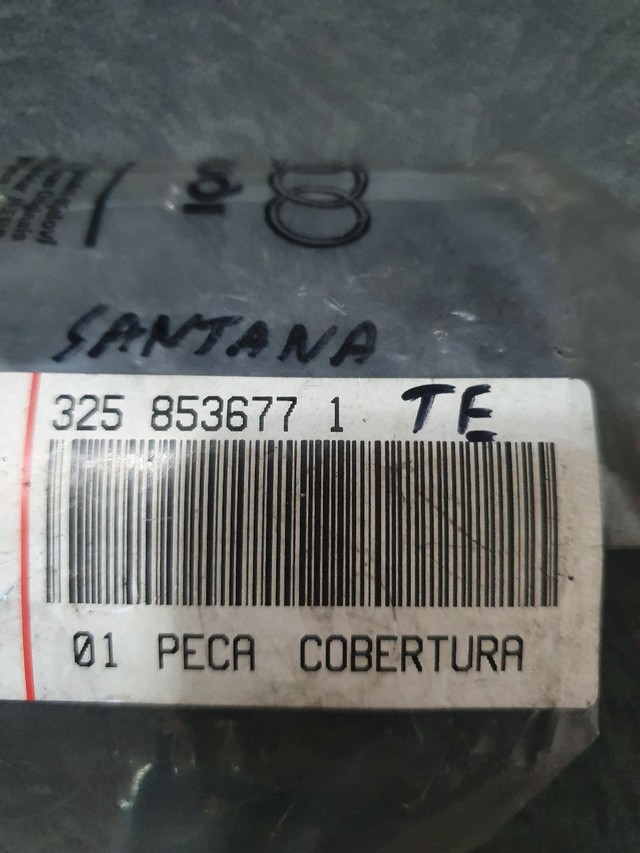 SANTANA
325 853677 1 TE
01 PECA COBERTURA